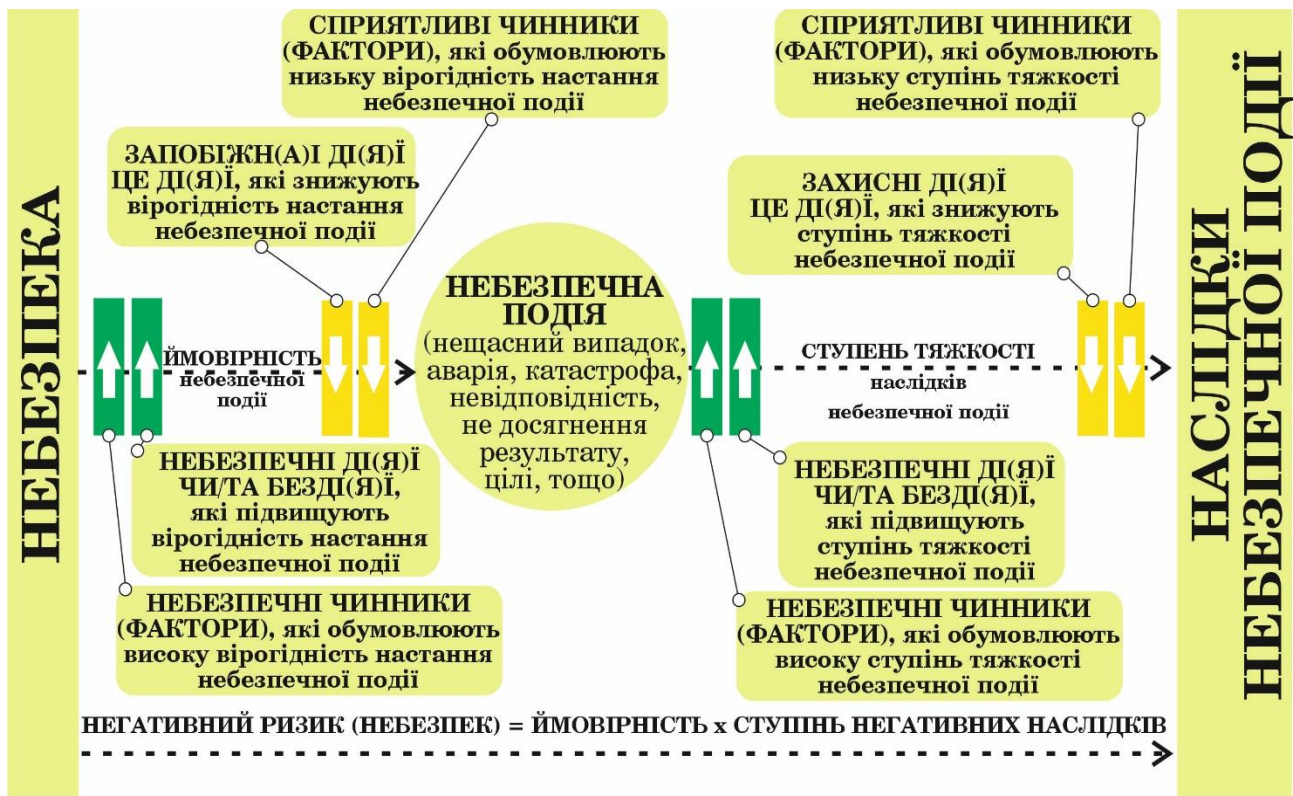 НЕБЕЗПЕКА
СПРИЯТЛИВІ ЧИННИКИ
(ФАКТОРИ), які обумовлюють
низьку вірогідність настання
небезпечної події
ЗАПОБІЖН(А)І ДІ(Я)Ї
ЦЕ ДІ(Я)Ї, які знижують
вірогідність настання
небезпечної події
ЙМОВІРНІСТЬ
небезпечної
події
НЕБЕЗПЕЧНІ ДІ(Я)Ї
ЧИ/ТА БЕЗДІ(Я)Ї,
які підвищують
вірогідність настання
небезпечної події
НЕБЕЗПЕЧНІ ЧИННИКИ
(ФАКТОРИ), які обумовлюють
високу вірогідність настання
небезпечної події
НЕБЕЗПЕЧНА
ПОДІЯ
(нещасний випадок,
аварія, катастрофа,
невідповідність,
не досягнення
результату,
цілі, тощо)
СПРИЯТЛИВІ ЧИННИКИ
(ФАКТОРИ), які обумовлюють
низьку ступінь тяжкості
небезпечної події
ЗАХИСНІ ДІ(Я)Ї
ЦЕ ДІ(Я)Ї, які знижують
ступінь тяжкості
небезпечної події
СТУПЕНЬ ТЯЖКОСТІ
наслідків
небезпечної події
НЕБЕЗПЕЧНІ ДІ(Я)Ї
ЧИ/ТА БЕЗДІ(Я)Ї,
які підвищують
ступінь тяжкості
небезпечної події
НЕБЕЗПЕЧНІ ЧИННИКИ
(ФАКТОРИ), які обумовлюють
високу ступінь тяжкості
небезпечної події
НАСЛІДКИ
НЕБЕЗПЕЧНОЇ ПОДІЇ
НЕГАТИВНИЙ РИЗИК (НЕБЕЗПЕК) = ЙМОВІРНІСТЬ х СТУПІНЬ НЕГАТИВНИХ НАСЛІДКІВ